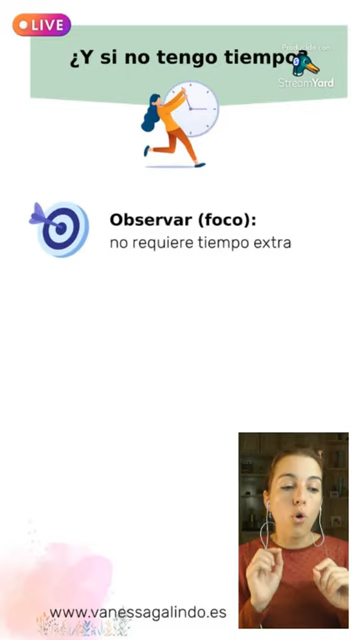 LIVE
¿Y si no tengo tiempo
StreamYard
Observar (foco):
no requiere tiempo extra
www.vanessagalindo.es